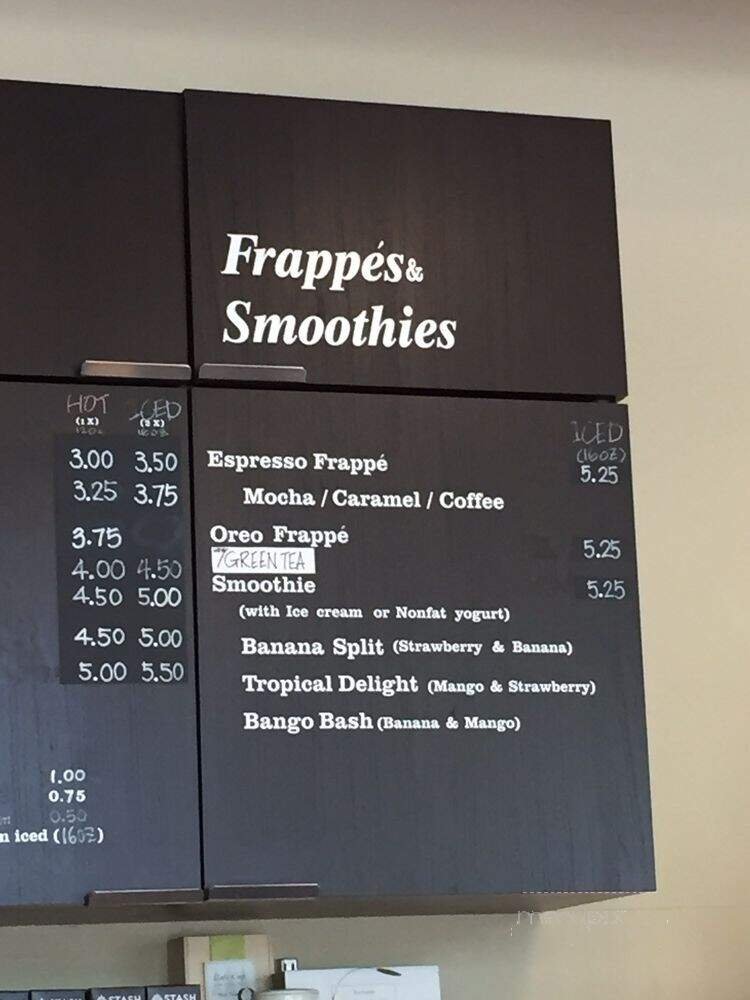 Frappés &
Smoothies
HOT ICED
(1X) (2X)
12oz 16oz
3.00 3.50
3.25 3.75
3.75
4.00 4.50
4.50 5.00
4.50 5.00
5.00 5.50
1.00
0.75
0.50
n iced (16OZ)
ICED
(16OZ)
Espresso Frappé 5.25
Mocha / Caramel / Coffee
Oreo Frappé 5.25
GREEN TEA
Smoothie 5.25
(with Ice cream or Nonfat yogurt)
Banana Split (Strawberry & Banana)
Tropical Delight (Mango & Strawberry)
Bango Bash (Banana & Mango)
STASH STASH